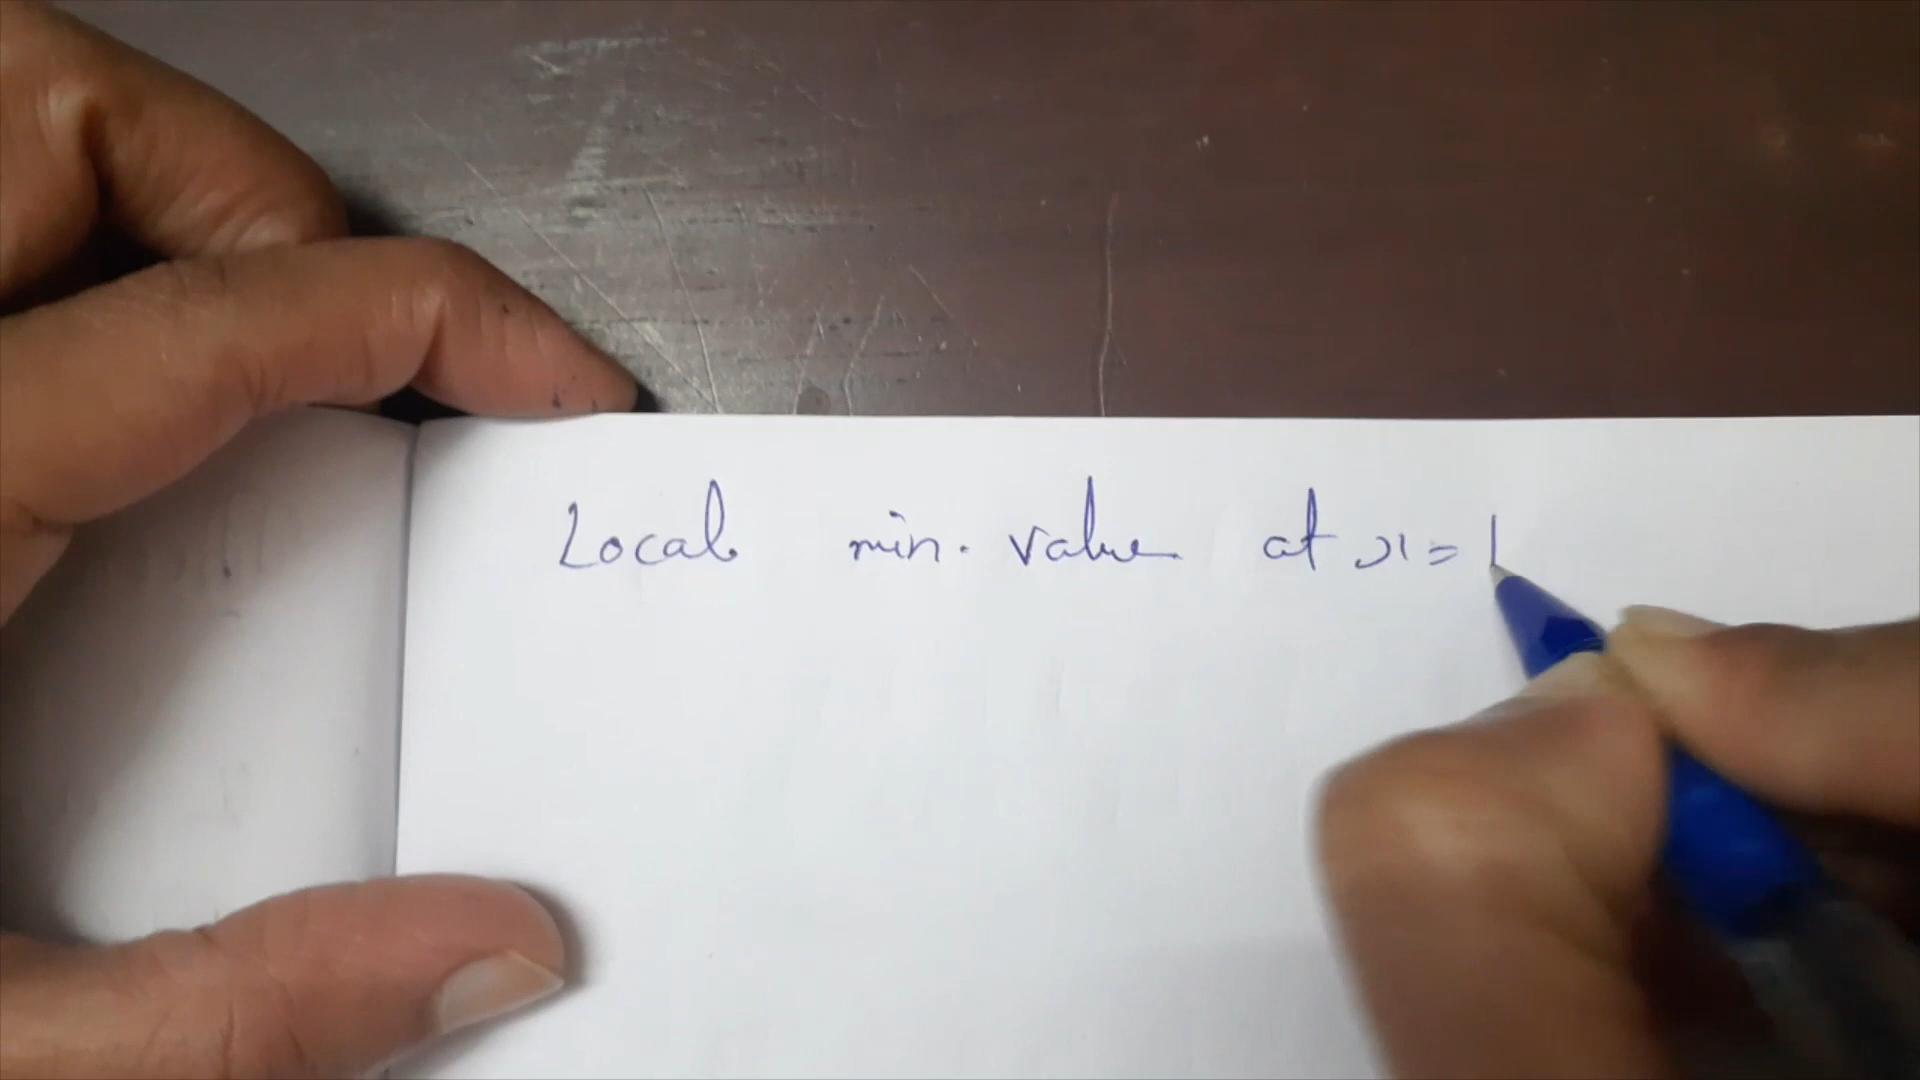 Local min. value at x = 1